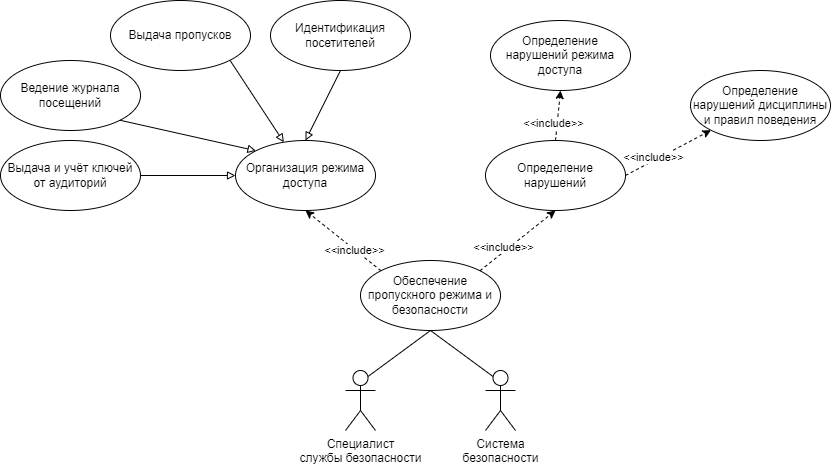 Выдача пропусков
Идентификация
посетителей
Определение
нарушений режима
доступа
Ведение журнала
посещений
Определение
нарушений дисциплины
и правил поведения
<<include>>
<<include>>
Выдача и учёт ключей
от аудиторий
Организация режима
доступа
Определение
нарушений
<<include>>
<<include>>
Обеспечение
пропускного режима и
безопасности
Специалист
службы безопасности
Система
безопасности